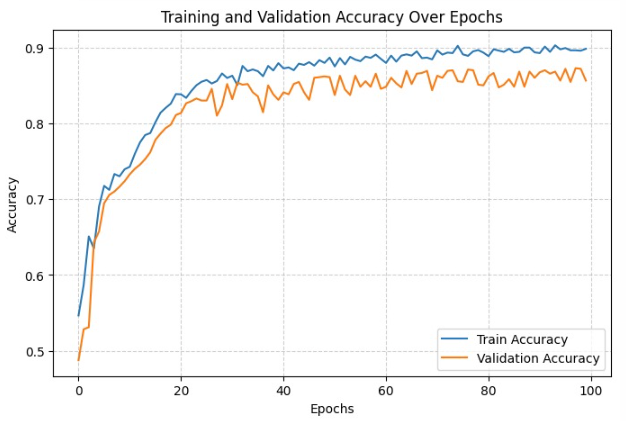 Training and Validation Accuracy Over Epochs
0.9
0.8
0.7
0.6
0.5
Accuracy
0
20
40
60
80
100
Epochs
Train Accuracy
Validation Accuracy